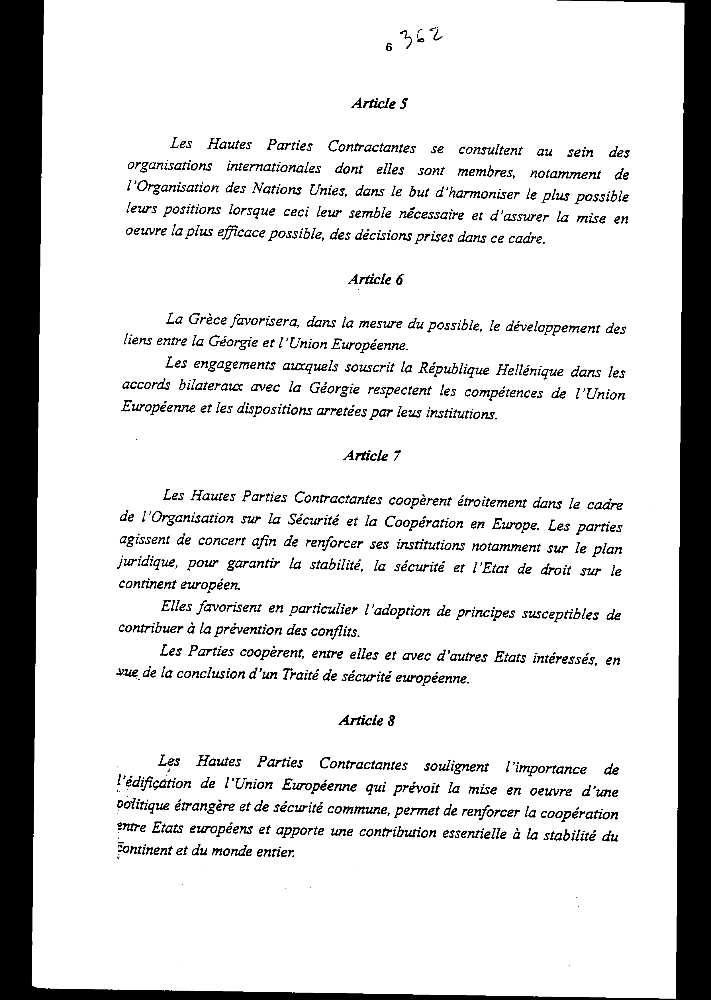 6 362
Article 5
Les Hautes Parties Contractantes se consultent au sein des
organisations internationales dont elles sont membres, notamment de
l'Organisation des Nations Unies, dans le but d'harmoniser le plus possible
leurs positions lorsque ceci leur semble nécessaire et d'assurer la mise en
oeuvre la plus efficace possible, des décisions prises dans ce cadre.
Article 6
La Grèce favorisera, dans la mesure du possible, le développement des
liens entre la Géorgie et l'Union Européenne.
Les engagements auxquels souscrit la République Hellénique dans les
accords bilateraux avec la Géorgie respectent les compétences de l'Union
Européenne et les dispositions arretées par leus institutions.
Article 7
Les Hautes Parties Contractantes coopèrent étroitement dans le cadre
de l'Organisation sur la Sécurité et la Coopération en Europe. Les parties
agissent de concert afin de renforcer ses institutions notamment sur le plan
juridique, pour garantir la stabilité, la sécurité et l'Etat de droit sur le
continent européen.
Elles favorisent en particulier l'adoption de principes susceptibles de
contribuer à la prévention des conflits.
Les Parties coopèrent, entre elles et avec d'autres Etats intéressés, en
vue de la conclusion d'un Traité de sécurité européenne.
Article 8
Les Hautes Parties Contractantes soulignent l'importance de
l'édification de l'Union Européenne qui prévoit la mise en oeuvre d'une
politique étrangère et de sécurité commune, permet de renforcer la coopération
entre Etats européens et apporte une contribution essentielle à la stabilité du
continent et du monde entier.